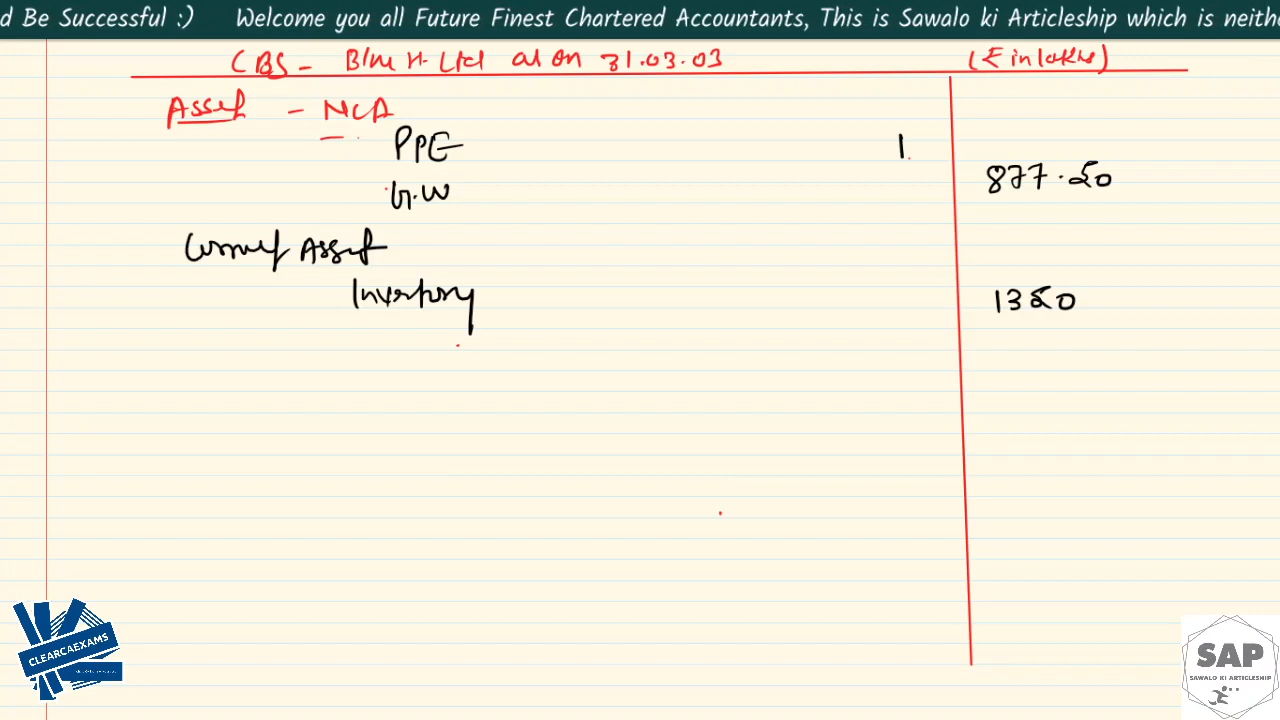 d Be Successful :) Welcome you all Future Finest Chartered Accountants, This is Sawalo ki Articleship which is neithe
CBS - Blue H. Ltd as on 31.03.03 (₹ in lakhs)
Asset - NCA
PPE 1
877.50
G.W
Current Asset
Inventory 1350
CLEARCAEXAMS
SAP
SAWALO KI ARTICLESHIP